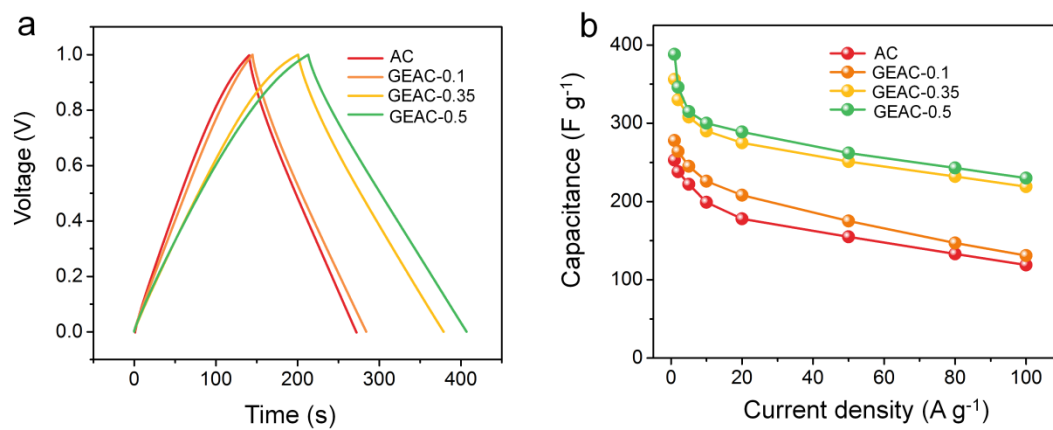 a
Voltage (V)
1.0
0.8
0.6
0.4
0.2
0.0
AC
GEAC-0.1
GEAC-0.35
GEAC-0.5
0 100 200 300 400
Time (s)
b
Capacitance (F g⁻¹)
400
300
200
100
0
AC
GEAC-0.1
GEAC-0.35
GEAC-0.5
0 20 40 60 80 100
Current density (A g⁻¹)